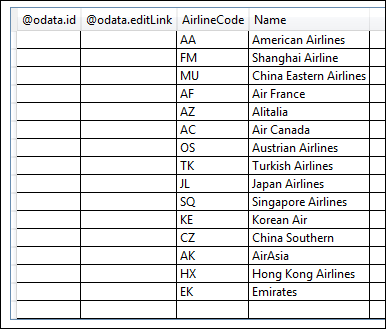 @odata.id @odata.editLink AirlineCode Name
AA American Airlines
FM Shanghai Airline
MU China Eastern Airlines
AF Air France
AZ Alitalia
AC Air Canada
OS Austrian Airlines
TK Turkish Airlines
JL Japan Airlines
SQ Singapore Airlines
KE Korean Air
CZ China Southern
AK AirAsia
HX Hong Kong Airlines
EK Emirates